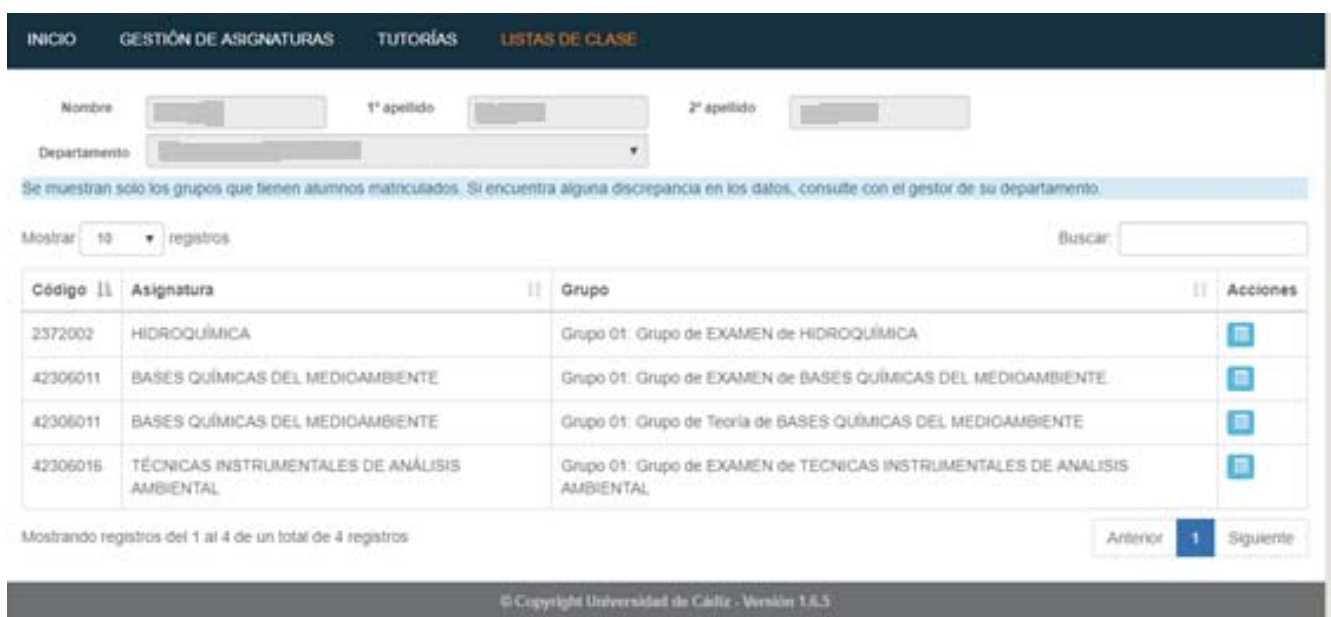 INICIO GESTIÓN DE ASIGNATURAS TUTORÍAS LISTAS DE CLASE
Nombre 1º apellido 2º apellido
Departamento
Se muestran solo los grupos que tienen alumnos matriculados. Si encuentra alguna discrepancia en los datos, consulte con el gestor de su departamento.
Mostrar 10 registros Buscar:
Código Asignatura Grupo Acciones
2372002 HIDROQUÍMICA Grupo 01: Grupo de EXAMEN de HIDROQUÍMICA
42306011 BASES QUÍMICAS DEL MEDIOAMBIENTE Grupo 01: Grupo de EXAMEN de BASES QUÍMICAS DEL MEDIOAMBIENTE
42306011 BASES QUÍMICAS DEL MEDIOAMBIENTE Grupo 01: Grupo de Teoría de BASES QUÍMICAS DEL MEDIOAMBIENTE
42306016 TÉCNICAS INSTRUMENTALES DE ANÁLISIS Grupo 01: Grupo de EXAMEN de TECNICAS INSTRUMENTALES DE ANALISIS
AMBIENTAL AMBIENTAL
Mostrando registros del 1 al 4 de un total de 4 registros Anterior 1 Siguiente
© Copyright Universidad de Cádiz - Versión 1.6.5